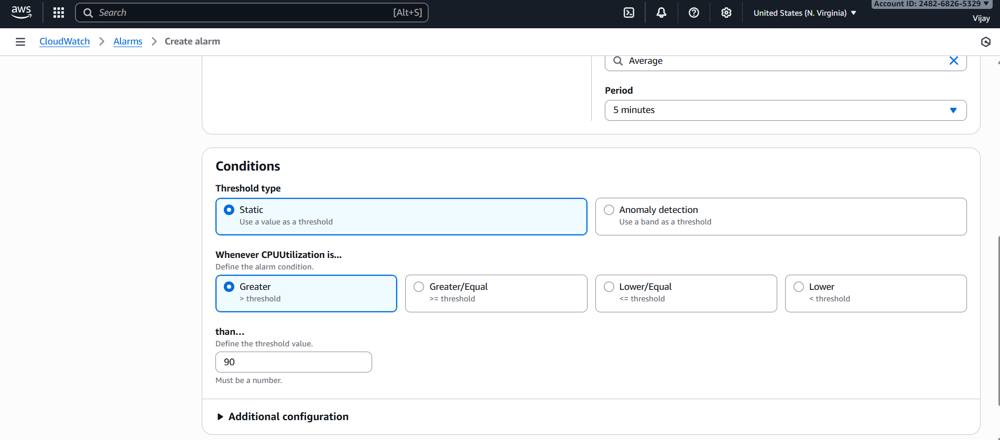 aws
Search [Alt+S]
United States (N. Virginia)
Account ID: 2482-6826-5329
Vijay
CloudWatch > Alarms > Create alarm
Average
Period
5 minutes
Conditions
Threshold type
Static
Use a value as a threshold
Anomaly detection
Use a band as a threshold
Whenever CPUUtilization is...
Define the alarm condition.
Greater
> threshold
Greater/Equal
>= threshold
Lower/Equal
<= threshold
Lower
< threshold
than...
Define the threshold value.
90
Must be a number.
Additional configuration